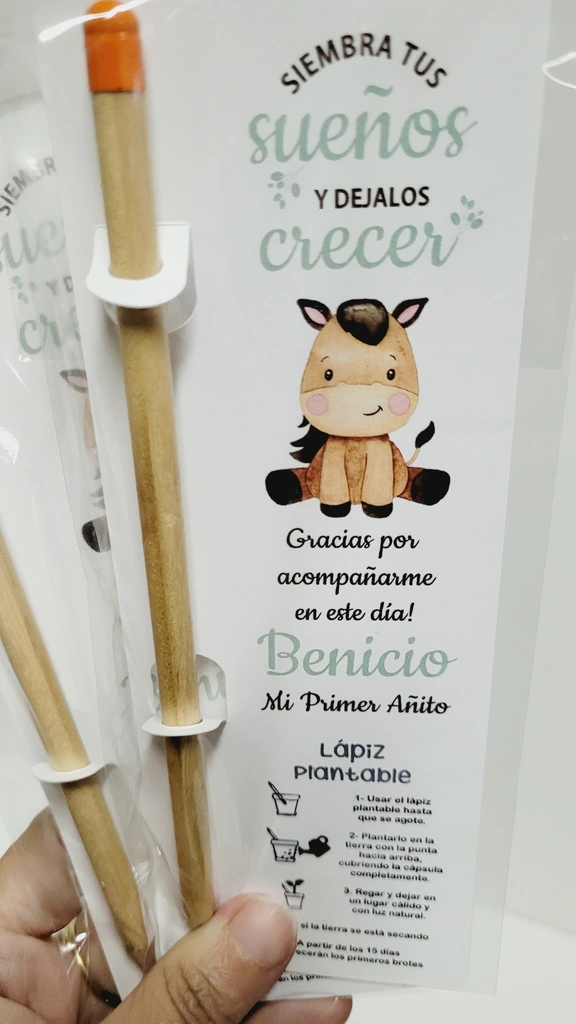 SIEMBRA TUS
sueños
Y DEJALOS
crecer
Gracias por
acompañarme
en este día!
Benicio
Mi Primer Añito
Lápiz
Plantable
1- Usar el lápiz
plantable hasta
que se agote.
2- Plantarlo en la
tierra con la punta
hacia arriba,
cubriendo la cápsula
completamente.
3. Regar y dejar en
un lugar cálido y
con luz natural.
si la tierra se está secando
A partir de los 15 días
los primeros brotes